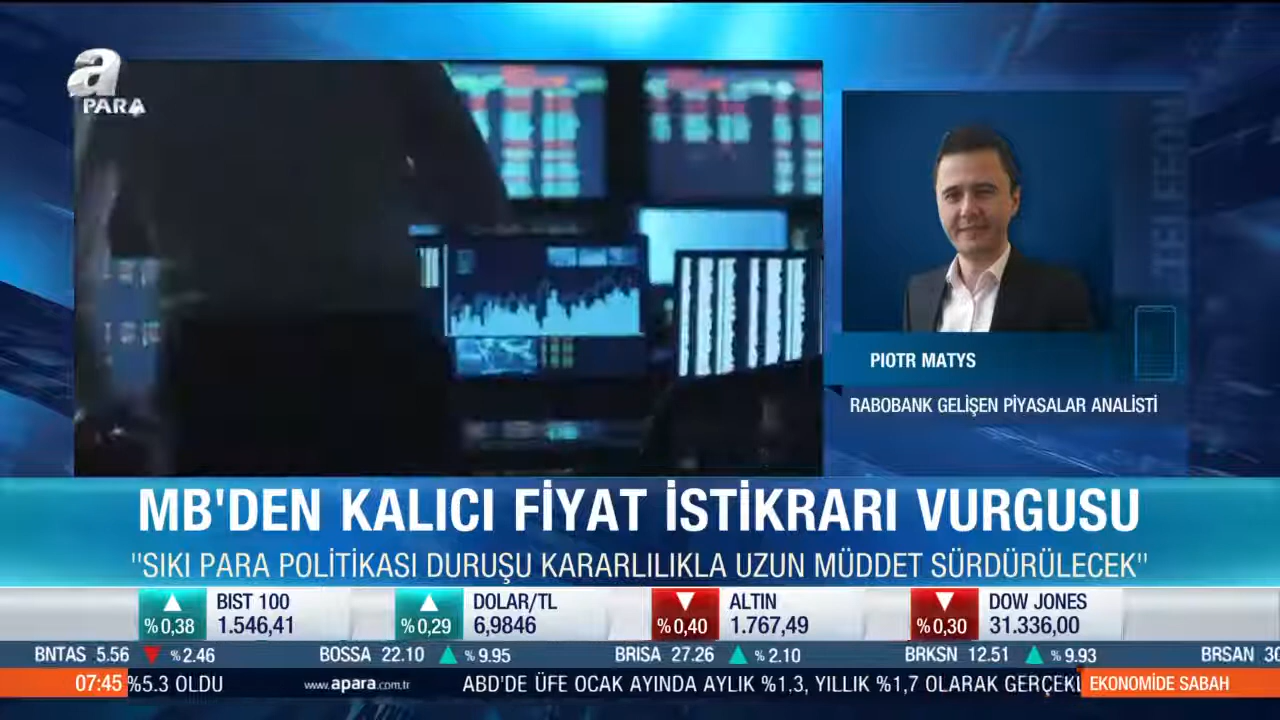 a
PARA
TELEFON
PIOTR MATYS
RABOBANK GELİŞEN PİYASALAR ANALİSTİ
MB'DEN KALICI FİYAT İSTİKRARI VURGUSU
"SIKI PARA POLİTİKASI DURUŞU KARARLILIKLA UZUN MÜDDET SÜRDÜRÜLECEK"
%0,38 BIST 100 1.546,41
%0,29 DOLAR/TL 6,9846
%0,40 ALTIN 1.767,49
%0,30 DOW JONES 31.336,00
BNTAS 5.56 %2.46 BOSSA 22.10 %9.95 BRISA 27.26 %2.10 BRKSN 12.51 %9.93 BRSAN 30
07:45 %5.3 OLDU www.apara.com.tr ABD'DE ÜFE OCAK AYINDA AYLIK %1,3, YILLIK %1,7 OLARAK GERÇEKL EKONOMİDE SABAH